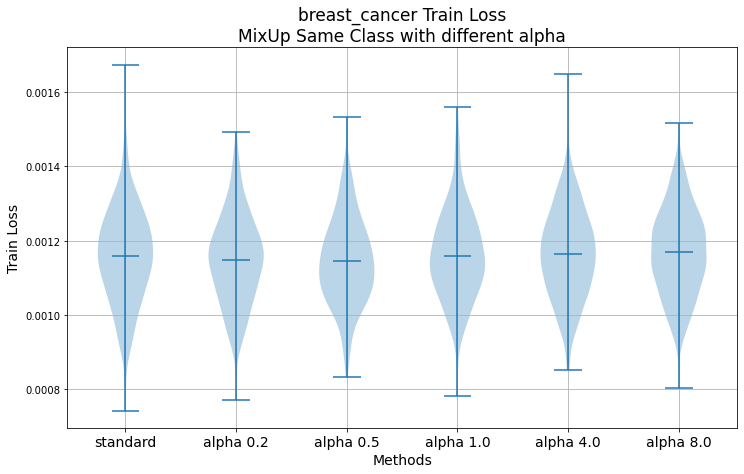 breast_cancer Train Loss
MixUp Same Class with different alpha
0.0016
0.0014
0.0012
0.0010
0.0008
Train Loss
standard alpha 0.2 alpha 0.5 alpha 1.0 alpha 4.0 alpha 8.0
Methods